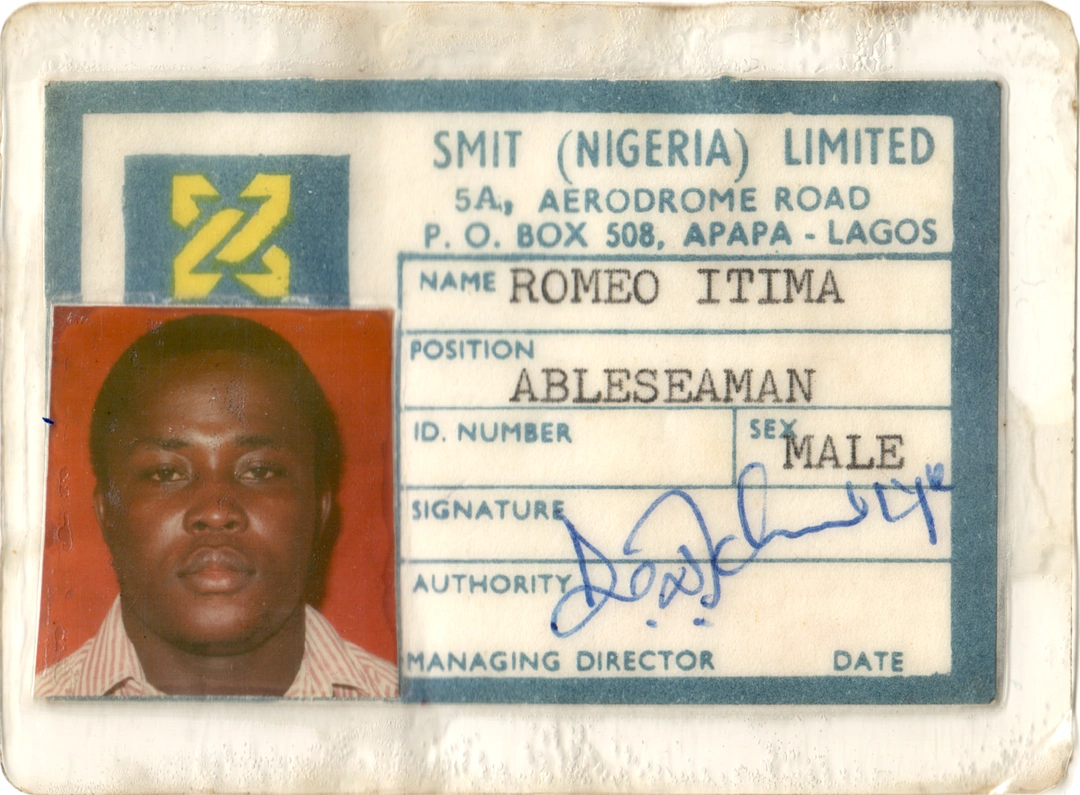 SMIT (NIGERIA) LIMITED
5A, AERODROME ROAD
P. O. BOX 508, APAPA - LAGOS
NAME ROMEO ITIMA
POSITION
ABLESEAMAN
ID. NUMBER SEX MALE
SIGNATURE
AUTHORITY
MANAGING DIRECTOR DATE